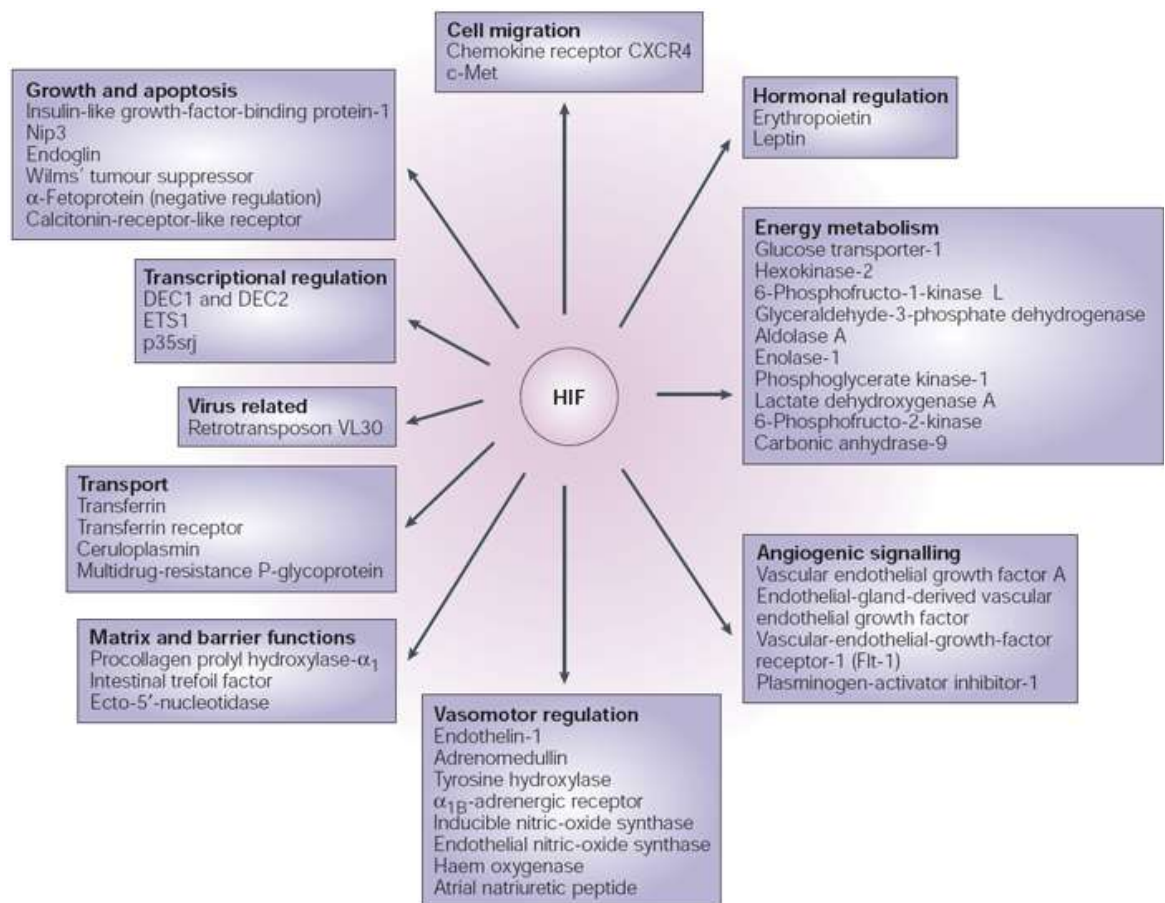 Cell migration
Chemokine receptor CXCR4
c-Met
Growth and apoptosis
Insulin-like growth-factor-binding protein-1
Nip3
Endoglin
Wilms′ tumour suppressor
α-Fetoprotein (negative regulation)
Calcitonin-receptor-like receptor
Hormonal regulation
Erythropoietin
Leptin
Transcriptional regulation
DEC1 and DEC2
ETS1
p35srj
Energy metabolism
Glucose transporter-1
Hexokinase-2
6-Phosphofructo-1-kinase L
Glyceraldehyde-3-phosphate dehydrogenase
Aldolase A
Enolase-1
Phosphoglycerate kinase-1
Lactate dehydroxygenase A
6-Phosphofructo-2-kinase
Carbonic anhydrase-9
HIF
Virus related
Retrotransposon VL30
Transport
Transferrin
Transferrin receptor
Ceruloplasmin
Multidrug-resistance P-glycoprotein
Angiogenic signalling
Vascular endothelial growth factor A
Endothelial-gland-derived vascular
endothelial growth factor
Vascular-endothelial-growth-factor
receptor-1 (Flt-1)
Plasminogen-activator inhibitor-1
Matrix and barrier functions
Procollagen prolyl hydroxylase-α₁
Intestinal trefoil factor
Ecto-5′-nucleotidase
Vasomotor regulation
Endothelin-1
Adrenomedullin
Tyrosine hydroxylase
α1B-adrenergic receptor
Inducible nitric-oxide synthase
Endothelial nitric-oxide synthase
Haem oxygenase
Atrial natriuretic peptide